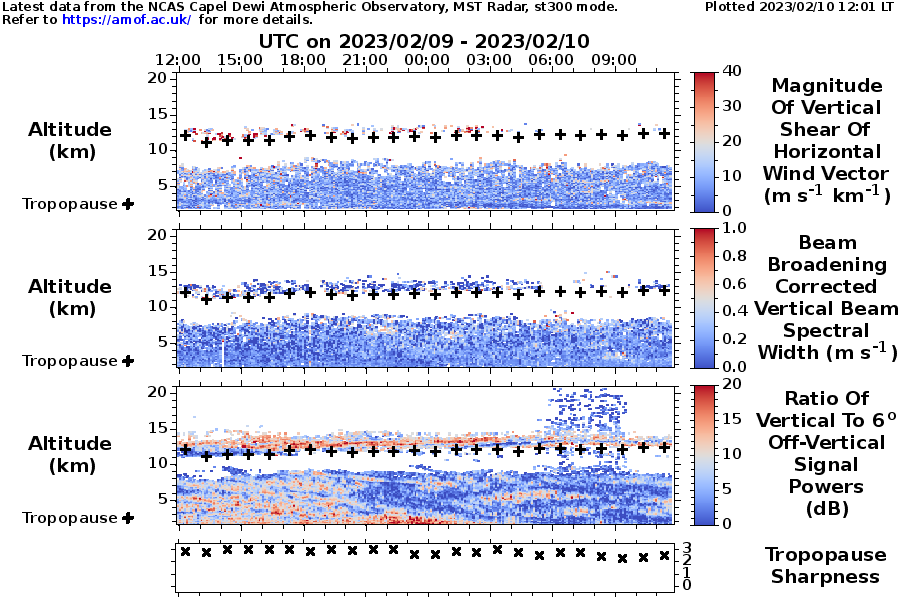 Latest data from the NCAS Capel Dewi Atmospheric Observatory, MST Radar, st300 mode.
Plotted 2023/02/10 12:01 LT
Refer to https://amof.ac.uk/ for more details.
UTC on 2023/02/09 - 2023/02/10
12:00 15:00 18:00 21:00 00:00 03:00 06:00 09:00
20
15
10
5
Altitude
(km)
Tropopause
40
30
20
10
0
Magnitude
Of Vertical
Shear Of
Horizontal
Wind Vector
(m s-1 km-1)
20
15
10
5
Altitude
(km)
Tropopause
1.0
0.8
0.6
0.4
0.2
0.0
Beam
Broadening
Corrected
Vertical Beam
Spectral
Width (m s-1)
20
15
10
5
Altitude
(km)
Tropopause
20
15
10
5
0
Ratio Of
Vertical To 6o
Off-Vertical
Signal
Powers
(dB)
3
2
1
0
Tropopause
Sharpness